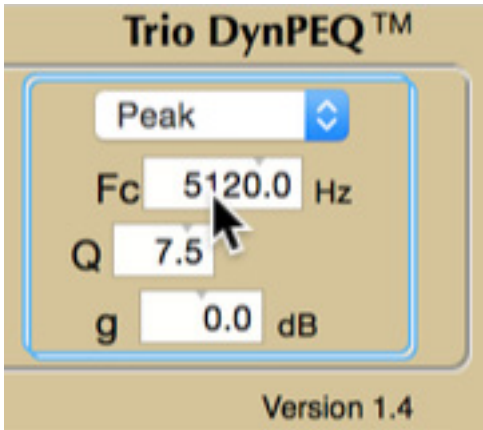 Trio DynPEQ™
Peak
Fc 5120.0 Hz
Q 7.5
g 0.0 dB
Version 1.4